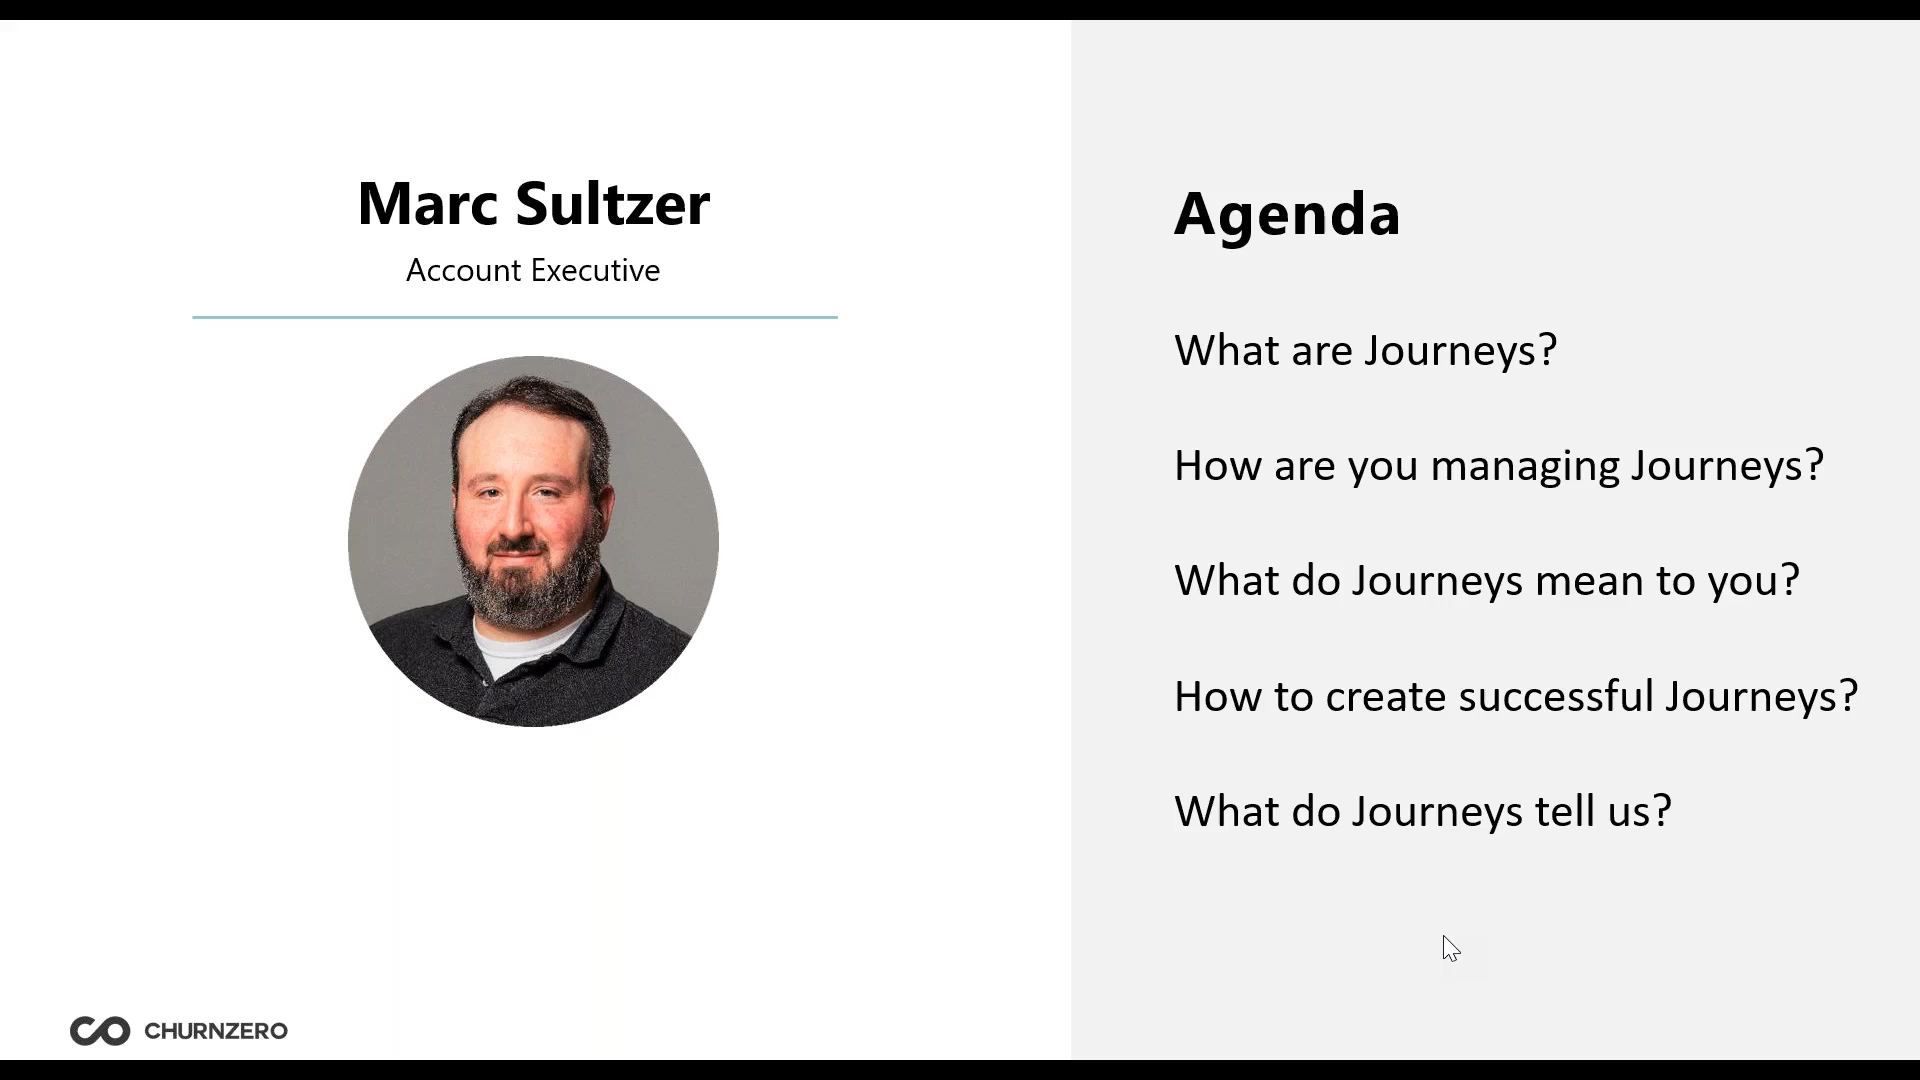 Marc Sultzer
Account Executive
Agenda
What are Journeys?
How are you managing Journeys?
What do Journeys mean to you?
How to create successful Journeys?
What do Journeys tell us?
CHURNZERO